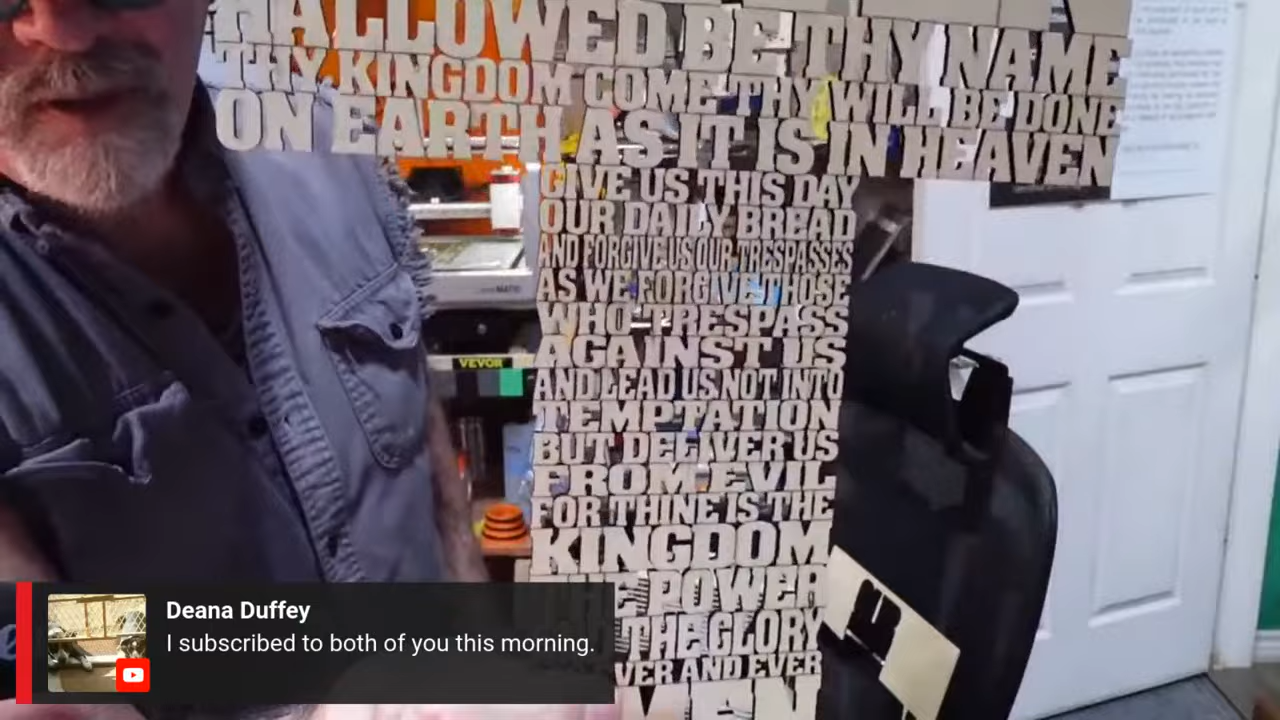 HALLOWED BE THY NAME
THY KINGDOM COME THY WILL BE DONE
ON EARTH AS IT IS IN HEAVEN
GIVE US THIS DAY
OUR DAILY BREAD
AND FORGIVE US OUR TRESPASSES
AS WE FORGIVE THOSE
WHO TRESPASS
AGAINST US
AND LEAD US NOT INTO
TEMPTATION
BUT DELIVER US
FROM EVIL
FOR THINE IS THE
KINGDOM
THE POWER
THE GLORY
VER AND EVER
MEN
VEVOR
Deana Duffey
I subscribed to both of you this morning.